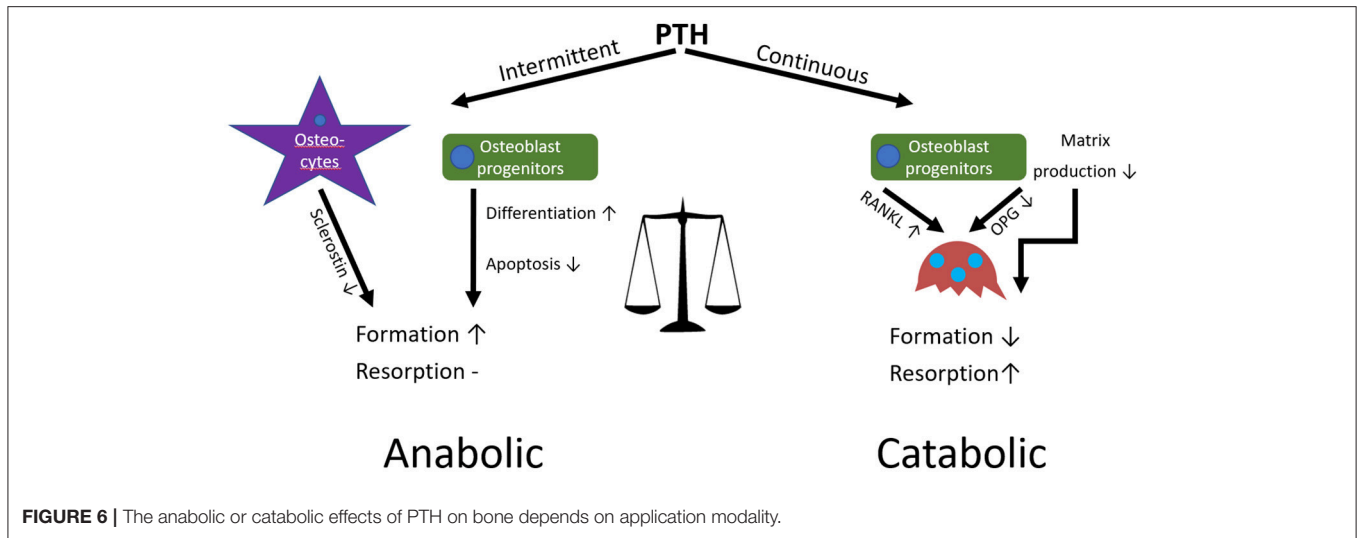 PTH
Intermittent
Continuous
Osteo-
cytes
Osteoblast
progenitors
Sclerostin ↓
Differentiation ↑
Apoptosis ↓
Formation ↑
Resorption -
Anabolic
Osteoblast
progenitors
Matrix
production ↓
RANKL ↑
OPG ↓
Formation ↓
Resorption↑
Catabolic
FIGURE 6 | The anabolic or catabolic effects of PTH on bone depends on application modality.